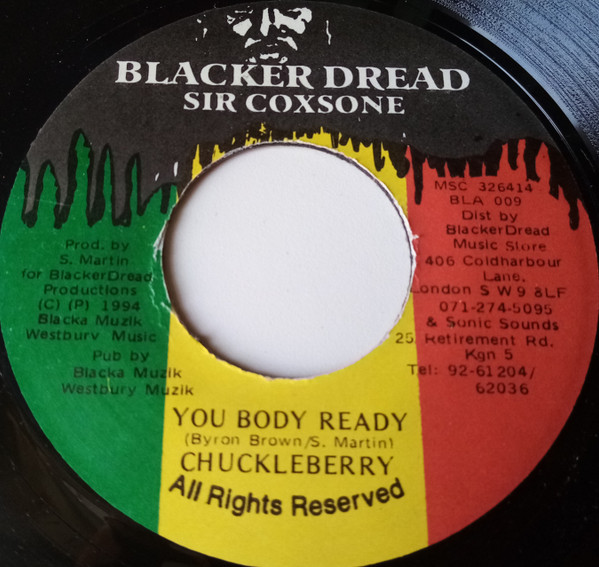 BLACKER DREAD
SIR COXSONE
Prod. by
S. Martin
for BlackerDread
Productions
(C) (P) 1994
Blacka Muzik
Westbury Music
Pub by
Blacka Muzik
Westbury Muzik
MSC 326414
BLA 009
Dist by
BlackerDread
Music Store
406 Coldharbour
Lane,
London S W 9 8LF
071-274-5095
& Sonic Sounds
25, Retirement Rd.
Kgn 5
Tel: 92-61204/
62036
YOU BODY READY
(Byron Brown/S. Martin)
CHUCKLEBERRY
All Rights Reserved